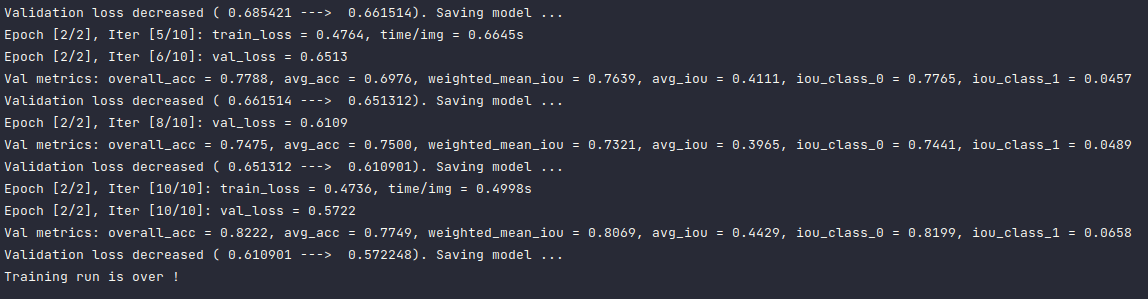 Validation loss decreased ( 0.685421 --->  0.661514). Saving model ...
Epoch [2/2], Iter [5/10]: train_loss = 0.4764, time/img = 0.6645s
Epoch [2/2], Iter [6/10]: val_loss = 0.6513
Val metrics: overall_acc = 0.7788, avg_acc = 0.6976, weighted_mean_iou = 0.7639, avg_iou = 0.4111, iou_class_0 = 0.7765, iou_class_1 = 0.0457
Validation loss decreased ( 0.661514 --->  0.651312). Saving model ...
Epoch [2/2], Iter [8/10]: val_loss = 0.6109
Val metrics: overall_acc = 0.7475, avg_acc = 0.7500, weighted_mean_iou = 0.7321, avg_iou = 0.3965, iou_class_0 = 0.7441, iou_class_1 = 0.0489
Validation loss decreased ( 0.651312 --->  0.610901). Saving model ...
Epoch [2/2], Iter [10/10]: train_loss = 0.4736, time/img = 0.4998s
Epoch [2/2], Iter [10/10]: val_loss = 0.5722
Val metrics: overall_acc = 0.8222, avg_acc = 0.7749, weighted_mean_iou = 0.8069, avg_iou = 0.4429, iou_class_0 = 0.8199, iou_class_1 = 0.0658
Validation loss decreased ( 0.610901 --->  0.572248). Saving model ...
Training run is over !